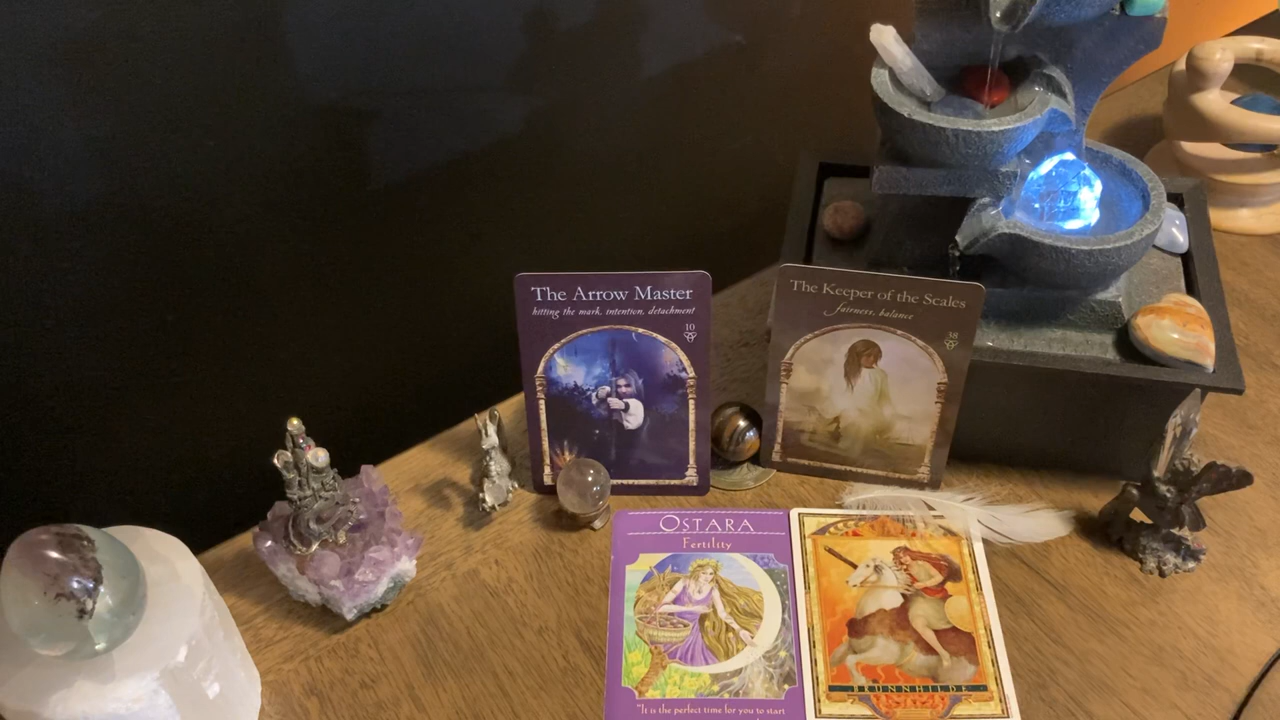 The Arrow Master
hitting the mark, intention, detachment
10
The Keeper of the Scales
fairness, balance
38
OSTARA
Fertility
"It is the perfect time for you to start
BRUNNHILDE